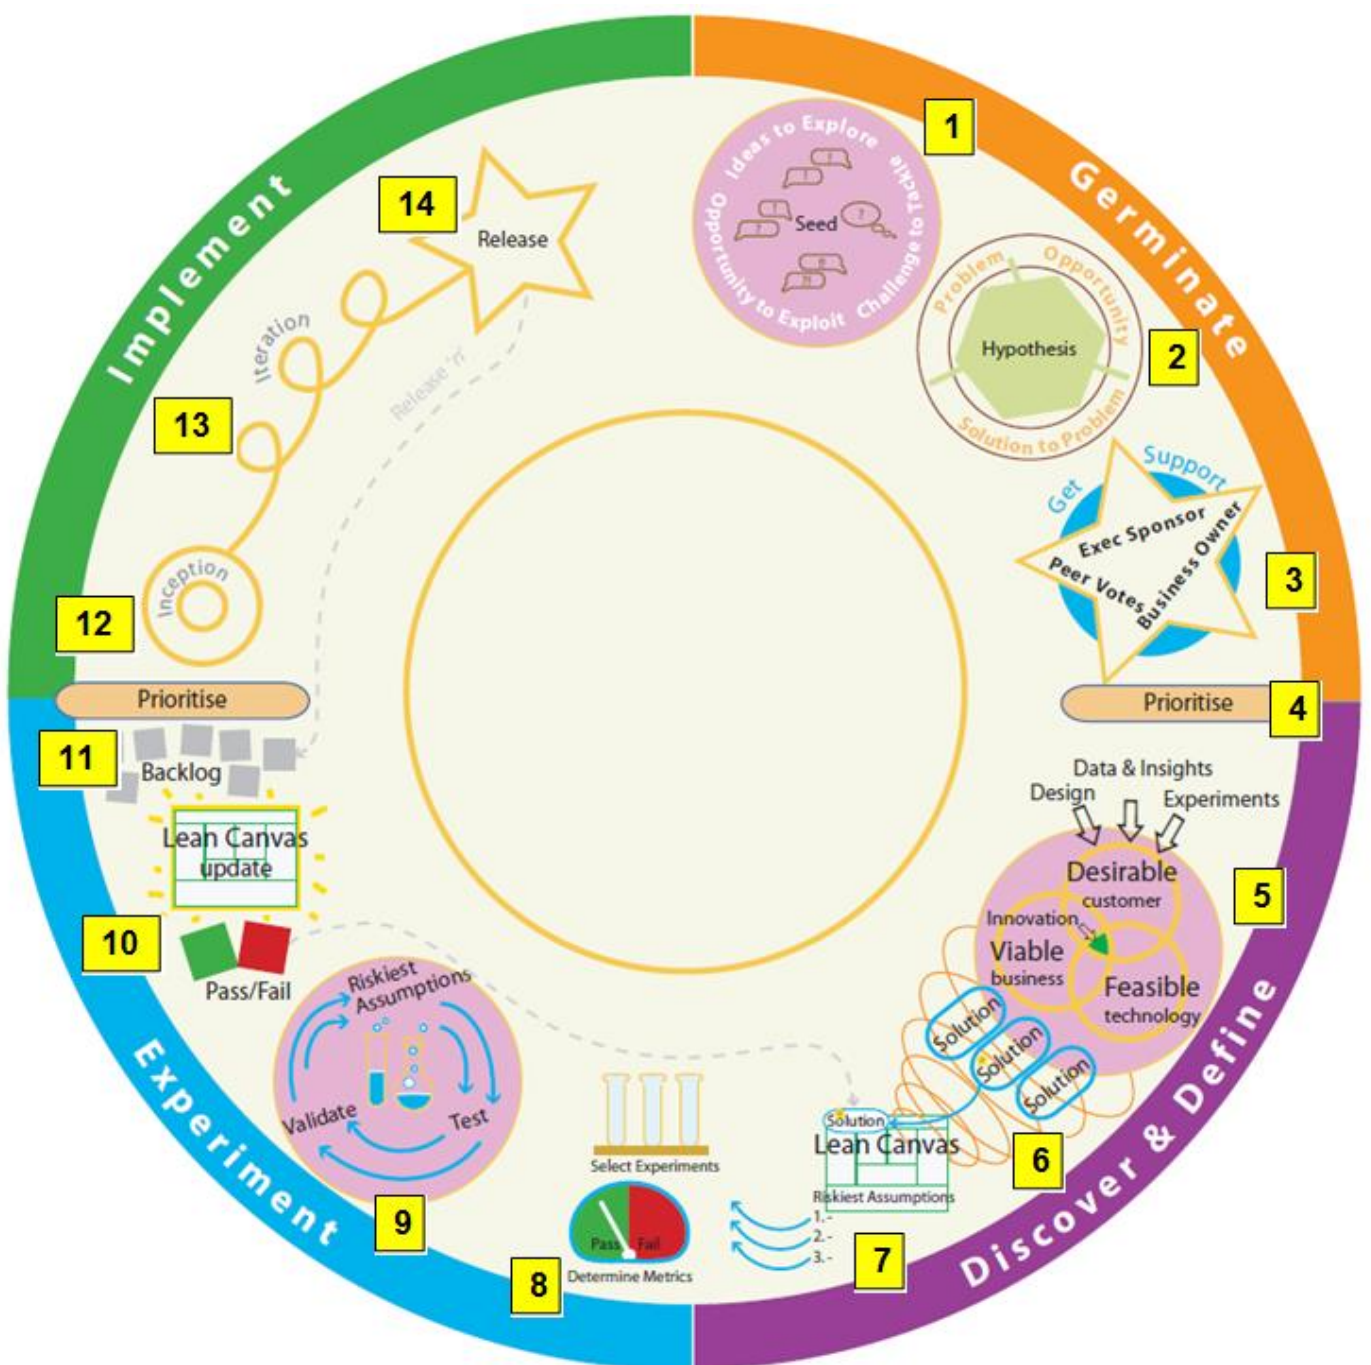 Germinate
1
Ideas to Explore
Challenge to Tackle
Opportunity to Exploit
Seed
?
?
?
?
?
2
Problem
Opportunity
Solution to Problem
Hypothesis
3
Get Support
Exec Sponsor
Peer Votes
Business Owner
4
Prioritise
Discover & Define
5
Data & Insights
Design
Experiments
Desirable
customer
Innovation
Viable
business
Feasible
technology
6
Solution
Solution
Solution
7
Solution
Lean Canvas
Riskiest Assumptions
1.-
2.-
3.-
Experiment
8
Select Experiments
Pass Fail
Determine Metrics
9
Riskiest
Assumptions
Test
Validate
10
Pass/Fail
Lean Canvas
update
11
Backlog
Prioritise
Implement
12
Inception
13
Iteration
14
Release
Release 'n'